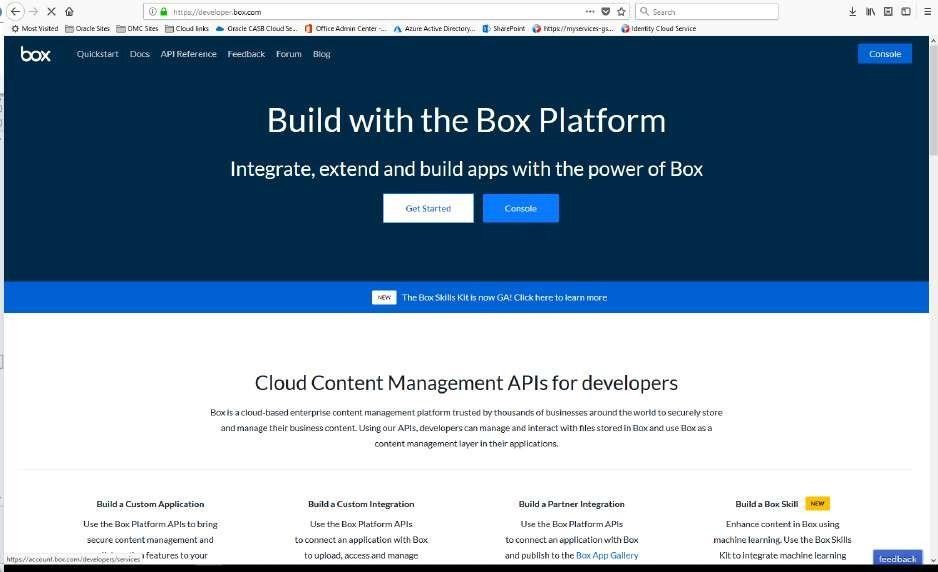 https://developer.box.com
Search
Most Visited Oracle Sites OMC Sites Cloud links Oracle CASB Cloud Se... Office Admin Center -... Azure Active Directory... SharePoint https://myservices-gs... Identity Cloud Service
box Quickstart Docs API Reference Feedback Forum Blog Console
Build with the Box Platform
Integrate, extend and build apps with the power of Box
Get Started Console
NEW The Box Skills Kit is now GA! Click here to learn more
Cloud Content Management APIs for developers
Box is a cloud-based enterprise content management platform trusted by thousands of businesses around the world to securely store
and manage their business content. Using our APIs, developers can manage and interact with files stored in Box and use Box as a
content management layer in their applications.
Build a Custom Application
Use the Box Platform APIs to bring
secure content management and
features to your
Build a Custom Integration
Use the Box Platform APIs
to connect an application with Box
to upload, access and manage
Build a Partner Integration
Use the Box Platform APIs
to connect an application with Box
and publish to the Box App Gallery
Build a Box Skill NEW
Enhance content in Box using
machine learning. Use the Box Skills
Kit to integrate machine learning
https://account.box.com/developers/services
feedback